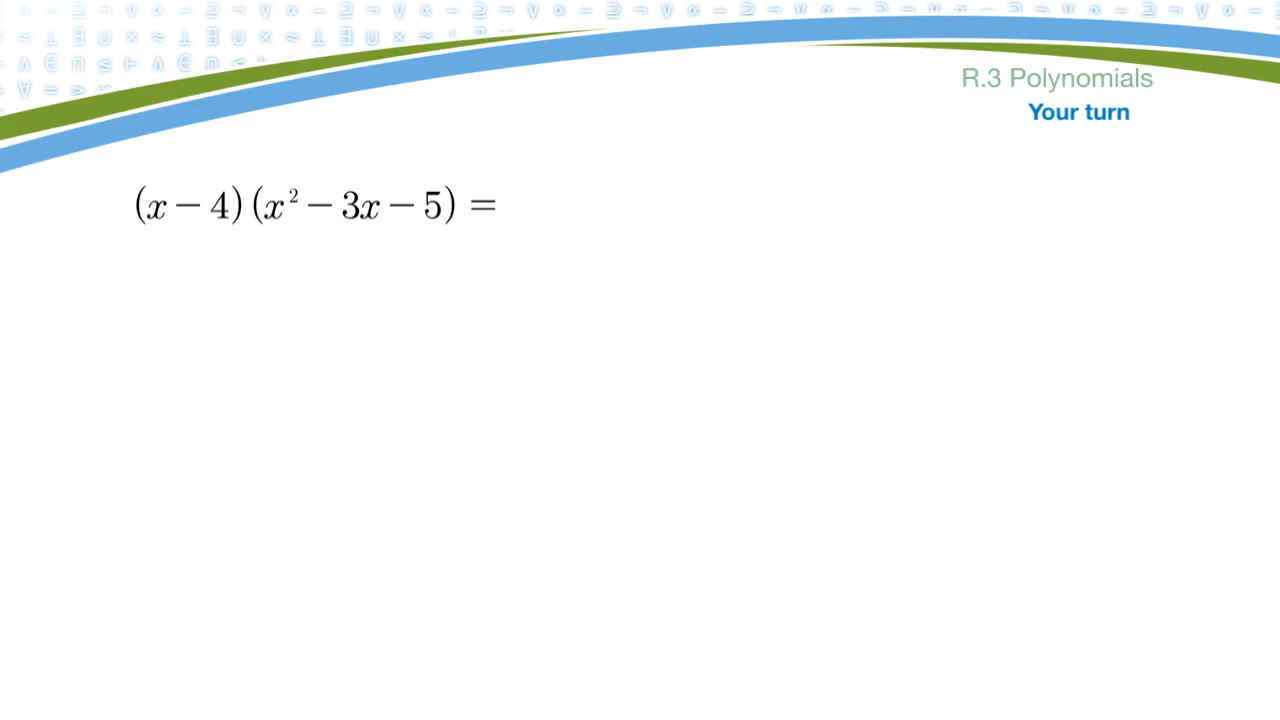 R.3 Polynomials
Your turn
(x − 4)(x² − 3x − 5) =